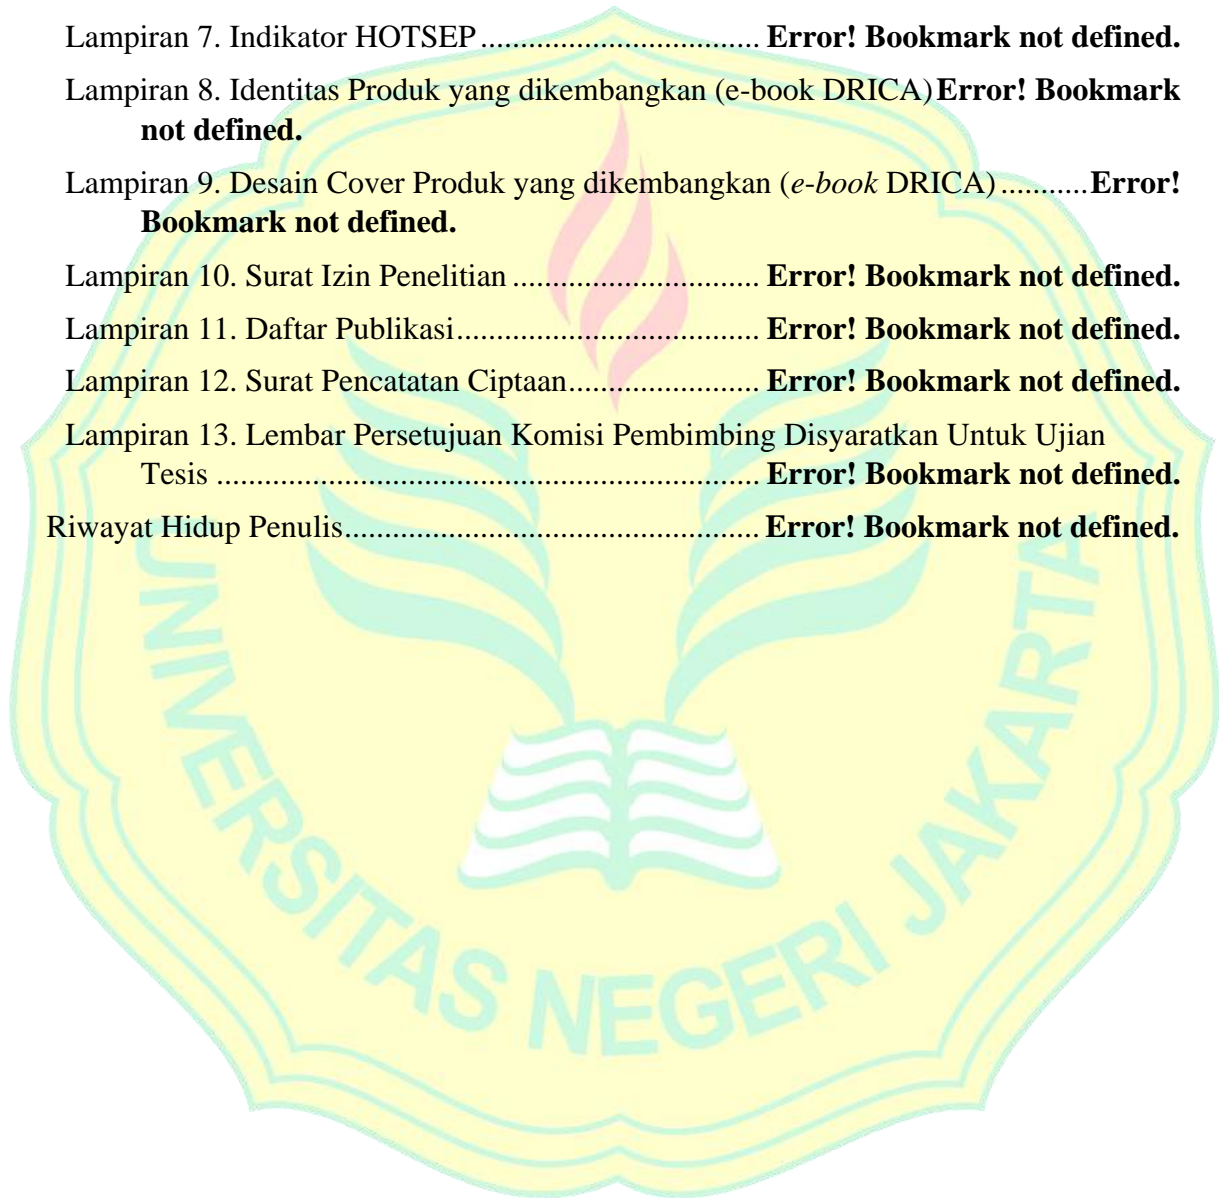 Lampiran 7. Indikator HOTSEP ................................... Error! Bookmark not defined.
Lampiran 8. Identitas Produk yang dikembangkan (e-book DRICA) Error! Bookmark
not defined.
Lampiran 9. Desain Cover Produk yang dikembangkan (e-book DRICA) ........... Error!
Bookmark not defined.
Lampiran 10. Surat Izin Penelitian ............................... Error! Bookmark not defined.
Lampiran 11. Daftar Publikasi...................................... Error! Bookmark not defined.
Lampiran 12. Surat Pencatatan Ciptaan........................ Error! Bookmark not defined.
Lampiran 13. Lembar Persetujuan Komisi Pembimbing Disyaratkan Untuk Ujian
Tesis .................................................................... Error! Bookmark not defined.
Riwayat Hidup Penulis.................................................... Error! Bookmark not defined.
UNIVERSITAS NEGERI JAKARTA